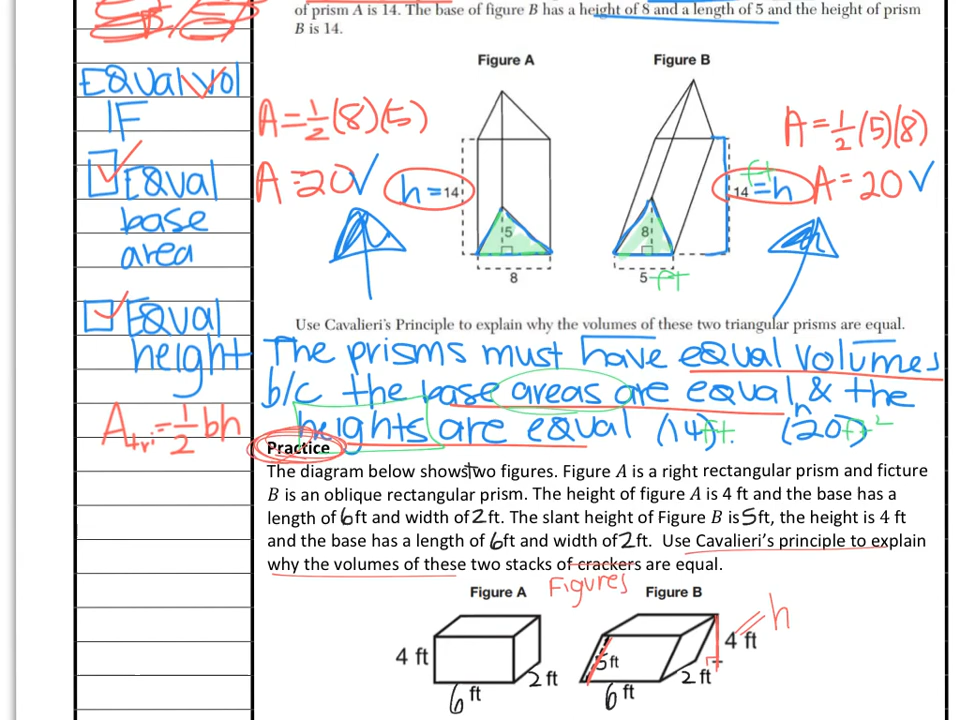 of prism A is 14. The base of figure B has a height of 8 and a length of 5 and the height of prism
B is 14.
Equal vol
IF
Equal
base
area
Equal
height
A4ri = 1/2 bh
Figure A
Figure B
A = 1/2 (8)(5)
A = 20 √
h = 14
5
8
A = 1/2 (5)(8)
A = 20 √
14 ft = h
8
5 ft
Use Cavalieri's Principle to explain why the volumes of these two triangular prisms are equal.
The prisms must have equal volumes
b/c the base areas are equal & the
heights are equal (14) ft. (20) ft²
h
Practice
The diagram below shows two figures. Figure A is a right rectangular prism and ficture
B is an oblique rectangular prism. The height of figure A is 4 ft and the base has a
length of 6 ft and width of 2 ft. The slant height of Figure B is 5 ft, the height is 4 ft
and the base has a length of 6 ft and width of 2 ft. Use Cavalieri's principle to explain
why the volumes of these two stacks of crackers are equal.
Figures
Figure A
Figure B
4 ft
6 ft
2 ft
5 ft
6 ft
2 ft
4 ft = h